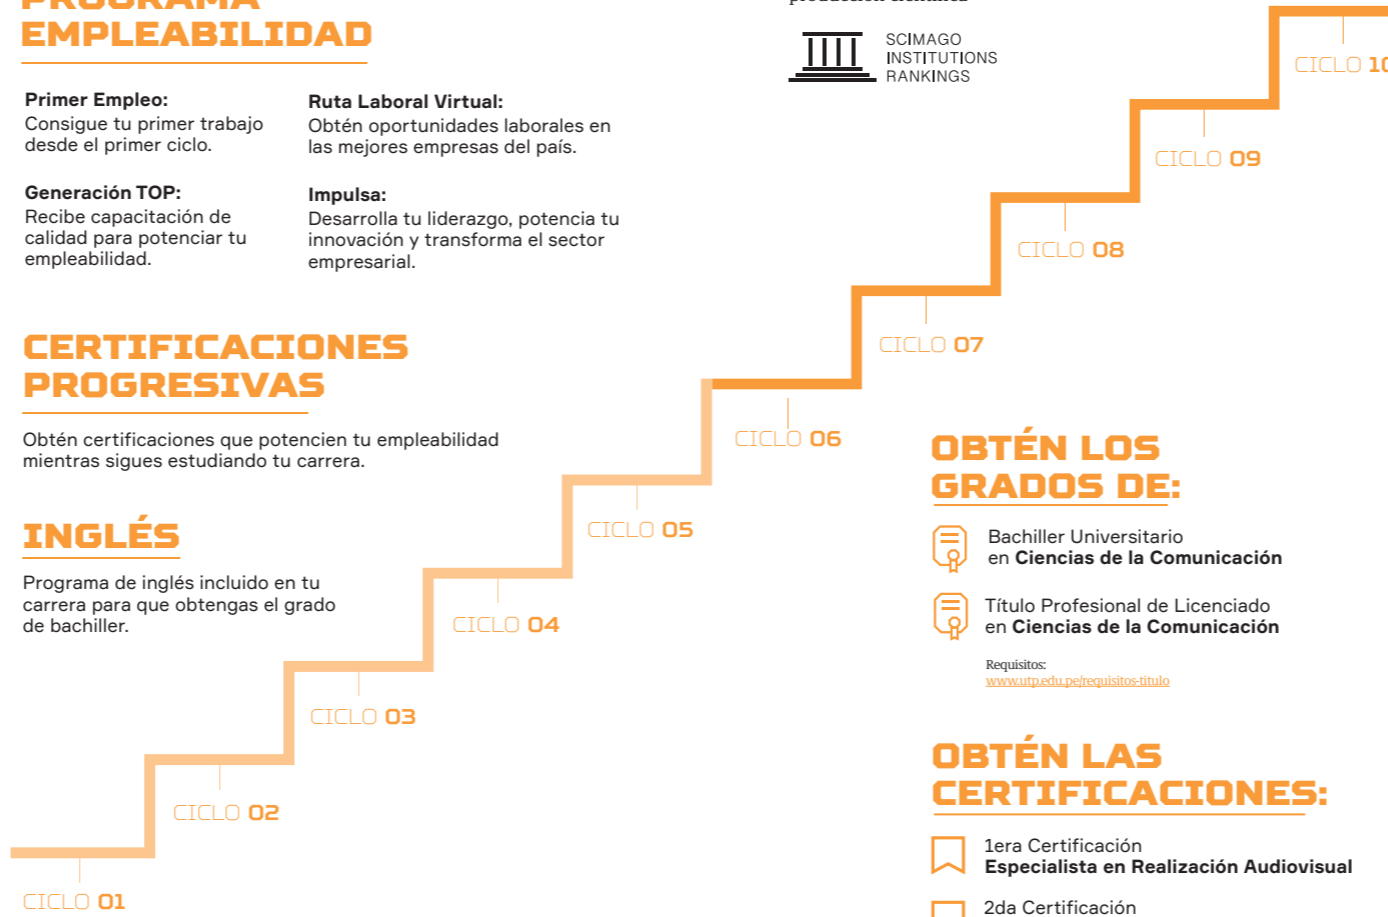 PROGRAMA
EMPLEABILIDAD
Primer Empleo:
Consigue tu primer trabajo
desde el primer ciclo.
Ruta Laboral Virtual:
Obtén oportunidades laborales en
las mejores empresas del país.
Generación TOP:
Recibe capacitación de
calidad para potenciar tu
empleabilidad.
Impulsa:
Desarrolla tu liderazgo, potencia tu
innovación y transforma el sector
empresarial.
CERTIFICACIONES
PROGRESIVAS
Obtén certificaciones que potencien tu empleabilidad
mientras sigues estudiando tu carrera.
INGLÉS
Programa de inglés incluido en tu
carrera para que obtengas el grado
de bachiller.
producción científica
SCIMAGO
INSTITUTIONS
RANKINGS
CICLO 10
CICLO 09
CICLO 08
CICLO 07
CICLO 06
CICLO 05
CICLO 04
CICLO 03
CICLO 02
CICLO 01
OBTÉN LOS
GRADOS DE:
Bachiller Universitario
en Ciencias de la Comunicación
Título Profesional de Licenciado
en Ciencias de la Comunicación
Requisitos:
www.utp.edu.pe/requisitos-titulo
OBTÉN LAS
CERTIFICACIONES:
1era Certificación
Especialista en Realización Audiovisual
2da Certificación